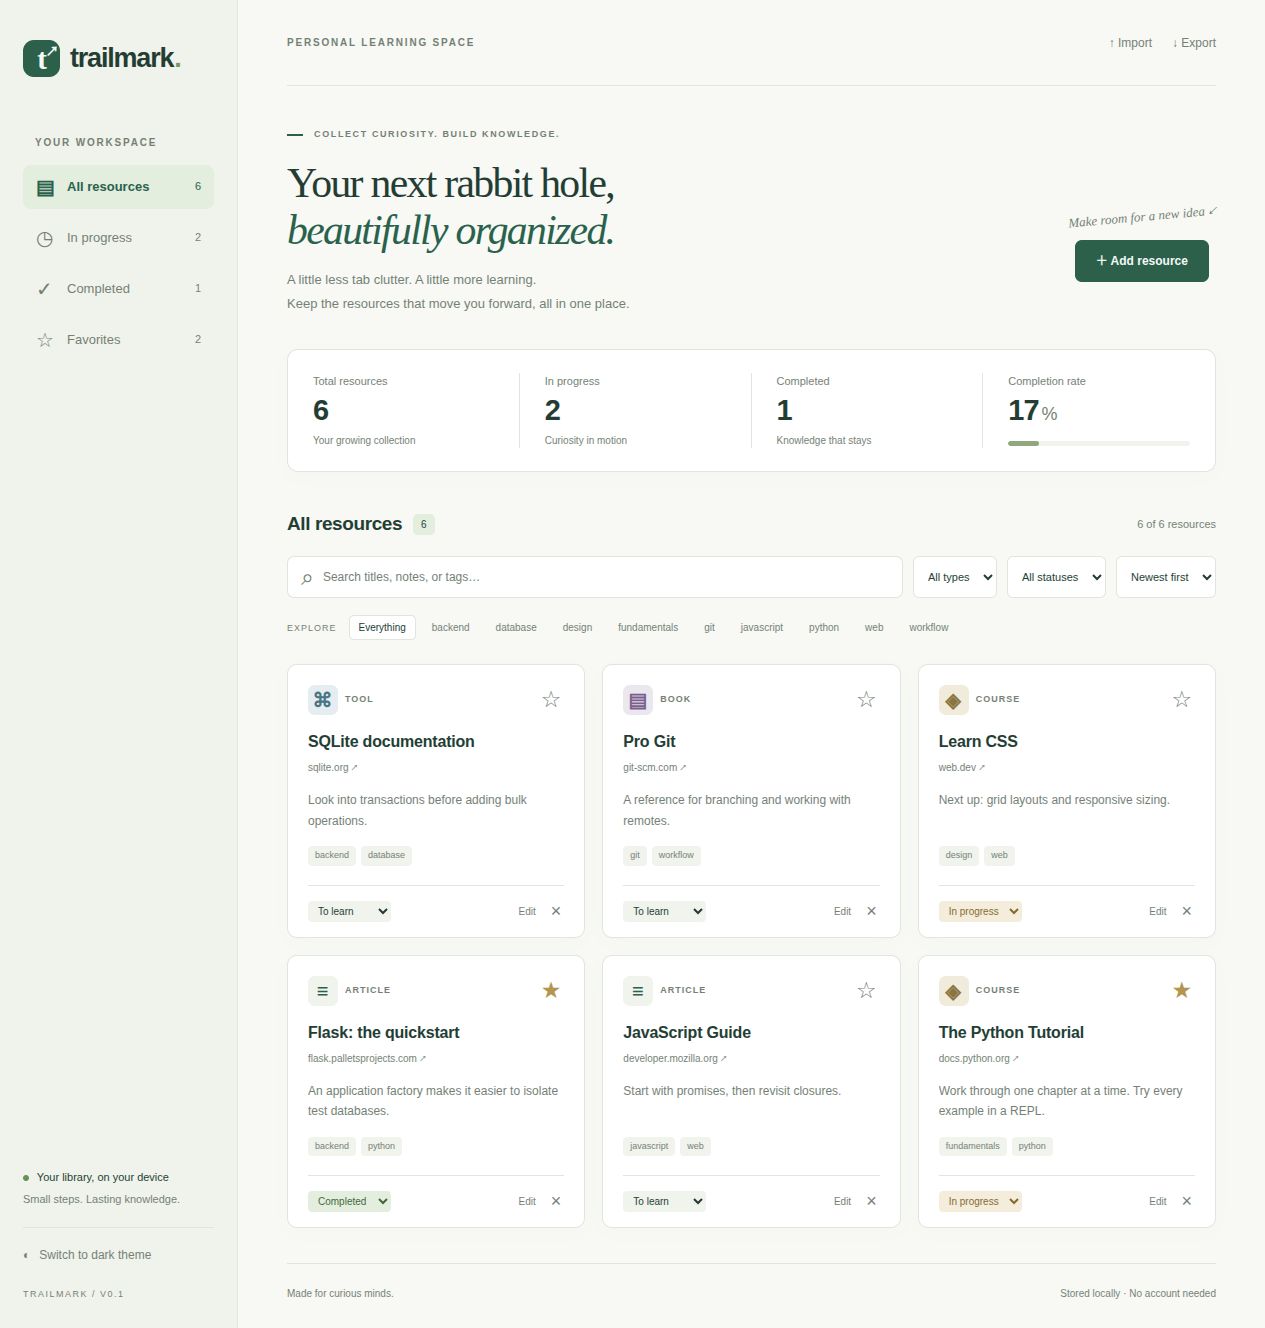 trailmark.
YOUR WORKSPACE
All resources 6
In progress 2
Completed 1
Favorites 2
Your library, on your device
Small steps. Lasting knowledge.
Switch to dark theme
TRAILMARK / V0.1
PERSONAL LEARNING SPACE
↑ Import ↓ Export
COLLECT CURIOSITY. BUILD KNOWLEDGE.
Your next rabbit hole,
beautifully organized.
A little less tab clutter. A little more learning.
Keep the resources that move you forward, all in one place.
Make room for a new idea ↙
+ Add resource
Total resources
6
Your growing collection
In progress
2
Curiosity in motion
Completed
1
Knowledge that stays
Completion rate
17%
All resources 6
6 of 6 resources
Search titles, notes, or tags…
All types
All statuses
Newest first
EXPLORE Everything backend database design fundamentals git javascript python web workflow
TOOL
SQLite documentation
sqlite.org ↗
Look into transactions before adding bulk
operations.
backend database
To learn Edit ×
BOOK
Pro Git
git-scm.com ↗
A reference for branching and working with
remotes.
git workflow
To learn Edit ×
COURSE
Learn CSS
web.dev ↗
Next up: grid layouts and responsive sizing.
design web
In progress Edit ×
ARTICLE
Flask: the quickstart
flask.palletsprojects.com ↗
An application factory makes it easier to isolate
test databases.
backend python
Completed Edit ×
ARTICLE
JavaScript Guide
developer.mozilla.org ↗
Start with promises, then revisit closures.
javascript web
To learn Edit ×
COURSE
The Python Tutorial
docs.python.org ↗
Work through one chapter at a time. Try every
example in a REPL.
fundamentals python
In progress Edit ×
Made for curious minds.
Stored locally · No account needed